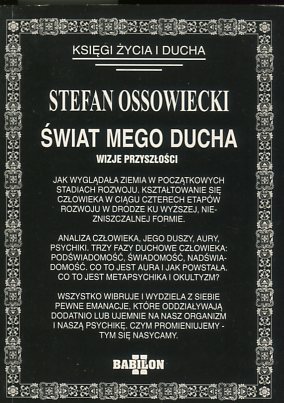 KSIĘGI ŻYCIA I DUCHA
STEFAN OSSOWIECKI
ŚWIAT MEGO DUCHA
WIZJE PRZYSZŁOŚCI
JAK WYGLĄDAŁA ZIEMIA W POCZĄTKOWYCH
STADIACH ROZWOJU. KSZTAŁTOWANIE SIĘ
CZŁOWIEKA W CIĄGU CZTERECH ETAPÓW
ROZWOJU W DRODZE KU WYŻSZEJ, NIE-
ZNISZCZALNEJ FORMIE.
ANALIZA CZŁOWIEKA, JEGO DUSZY, AURY,
PSYCHIKI. TRZY FAZY DUCHOWE CZŁOWIEKA:
PODŚWIADOMOŚĆ, ŚWIADOMOŚĆ, NADŚWIA-
DOMOŚĆ. CO TO JEST AURA I JAK POWSTAŁA.
CO TO JEST METAPSYCHIKA I OKULTYZM?
WSZYSTKO WIBRUJE I WYDZIELA Z SIEBIE
PEWNE EMANACJE, KTÓRE ODDZIAŁYWAJĄ
DODATNIO LUB UJEMNIE NA NASZ ORGANIZM
I NASZĄ PSYCHIKĘ. CZYM PROMIENIUJEMY -
TYM SIĘ NASYCAMY.
BABILON